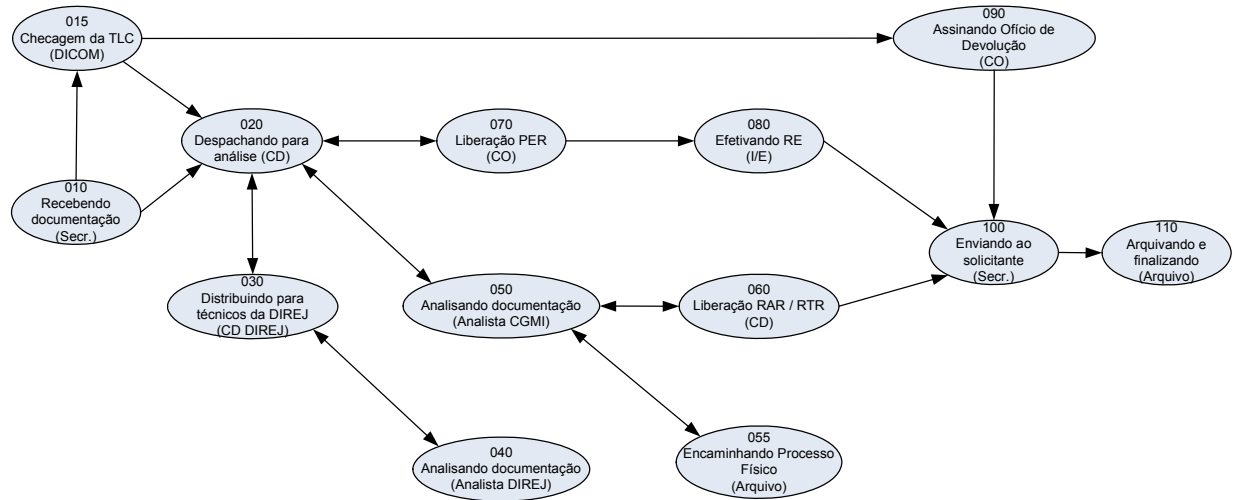 015
Checagem da TLC
(DICOM)
090
Assinando Ofício de
Devolução
(CO)
020
Despachando para
análise (CD)
070
Liberação PER
(CO)
080
Efetivando RE
(I/E)
010
Recebendo
documentação
(Secr.)
100
Enviando ao
solicitante
(Secr.)
110
Arquivando e
finalizando
(Arquivo)
030
Distribuindo para
técnicos da DIREJ
(CD DIREJ)
050
Analisando documentação
(Analista CGMI)
060
Liberação RAR / RTR
(CD)
040
Analisando documentação
(Analista DIREJ)
055
Encaminhando Processo
Físico
(Arquivo)